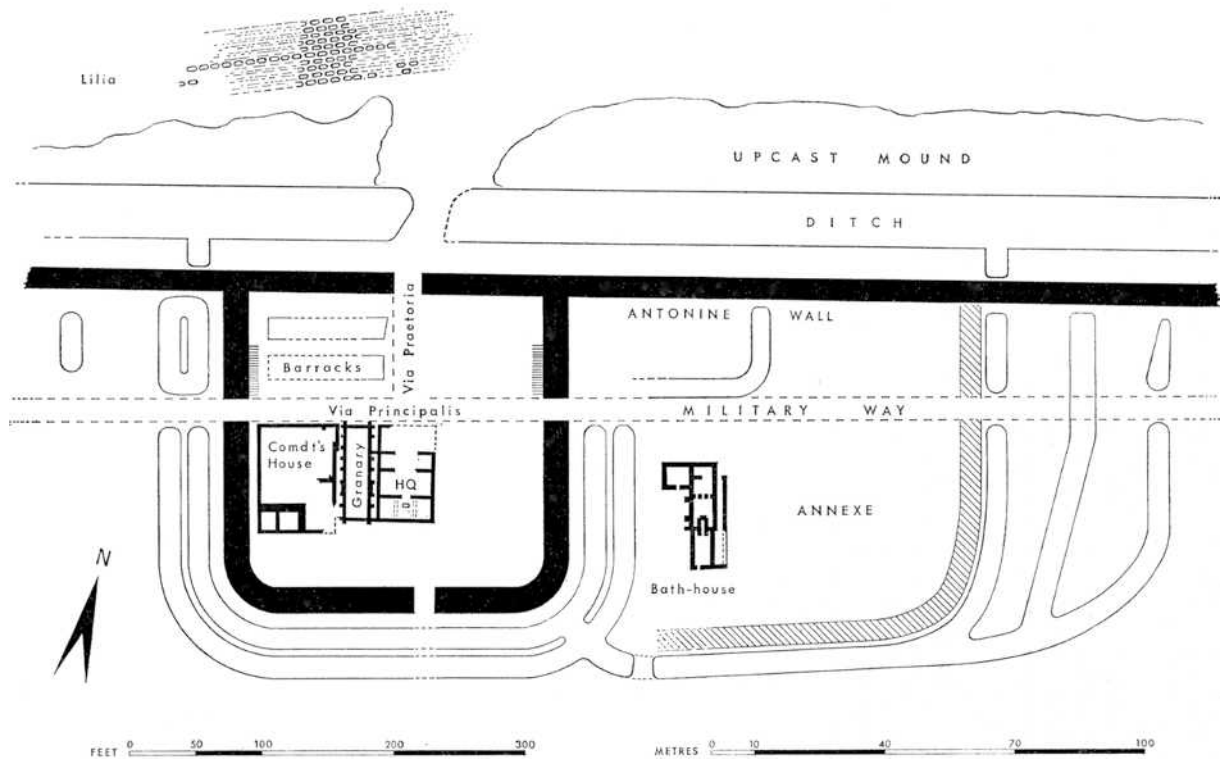 Lilia
UPCAST MOUND
DITCH
ANTONINE WALL
Via Praetoria
Barracks
Via Principalis
MILITARY WAY
Comdt's
House
Granary
HQ
ANNEXE
Bath-house
N
FEET 0 50 100 200 300
METRES 0 10 40 70 100